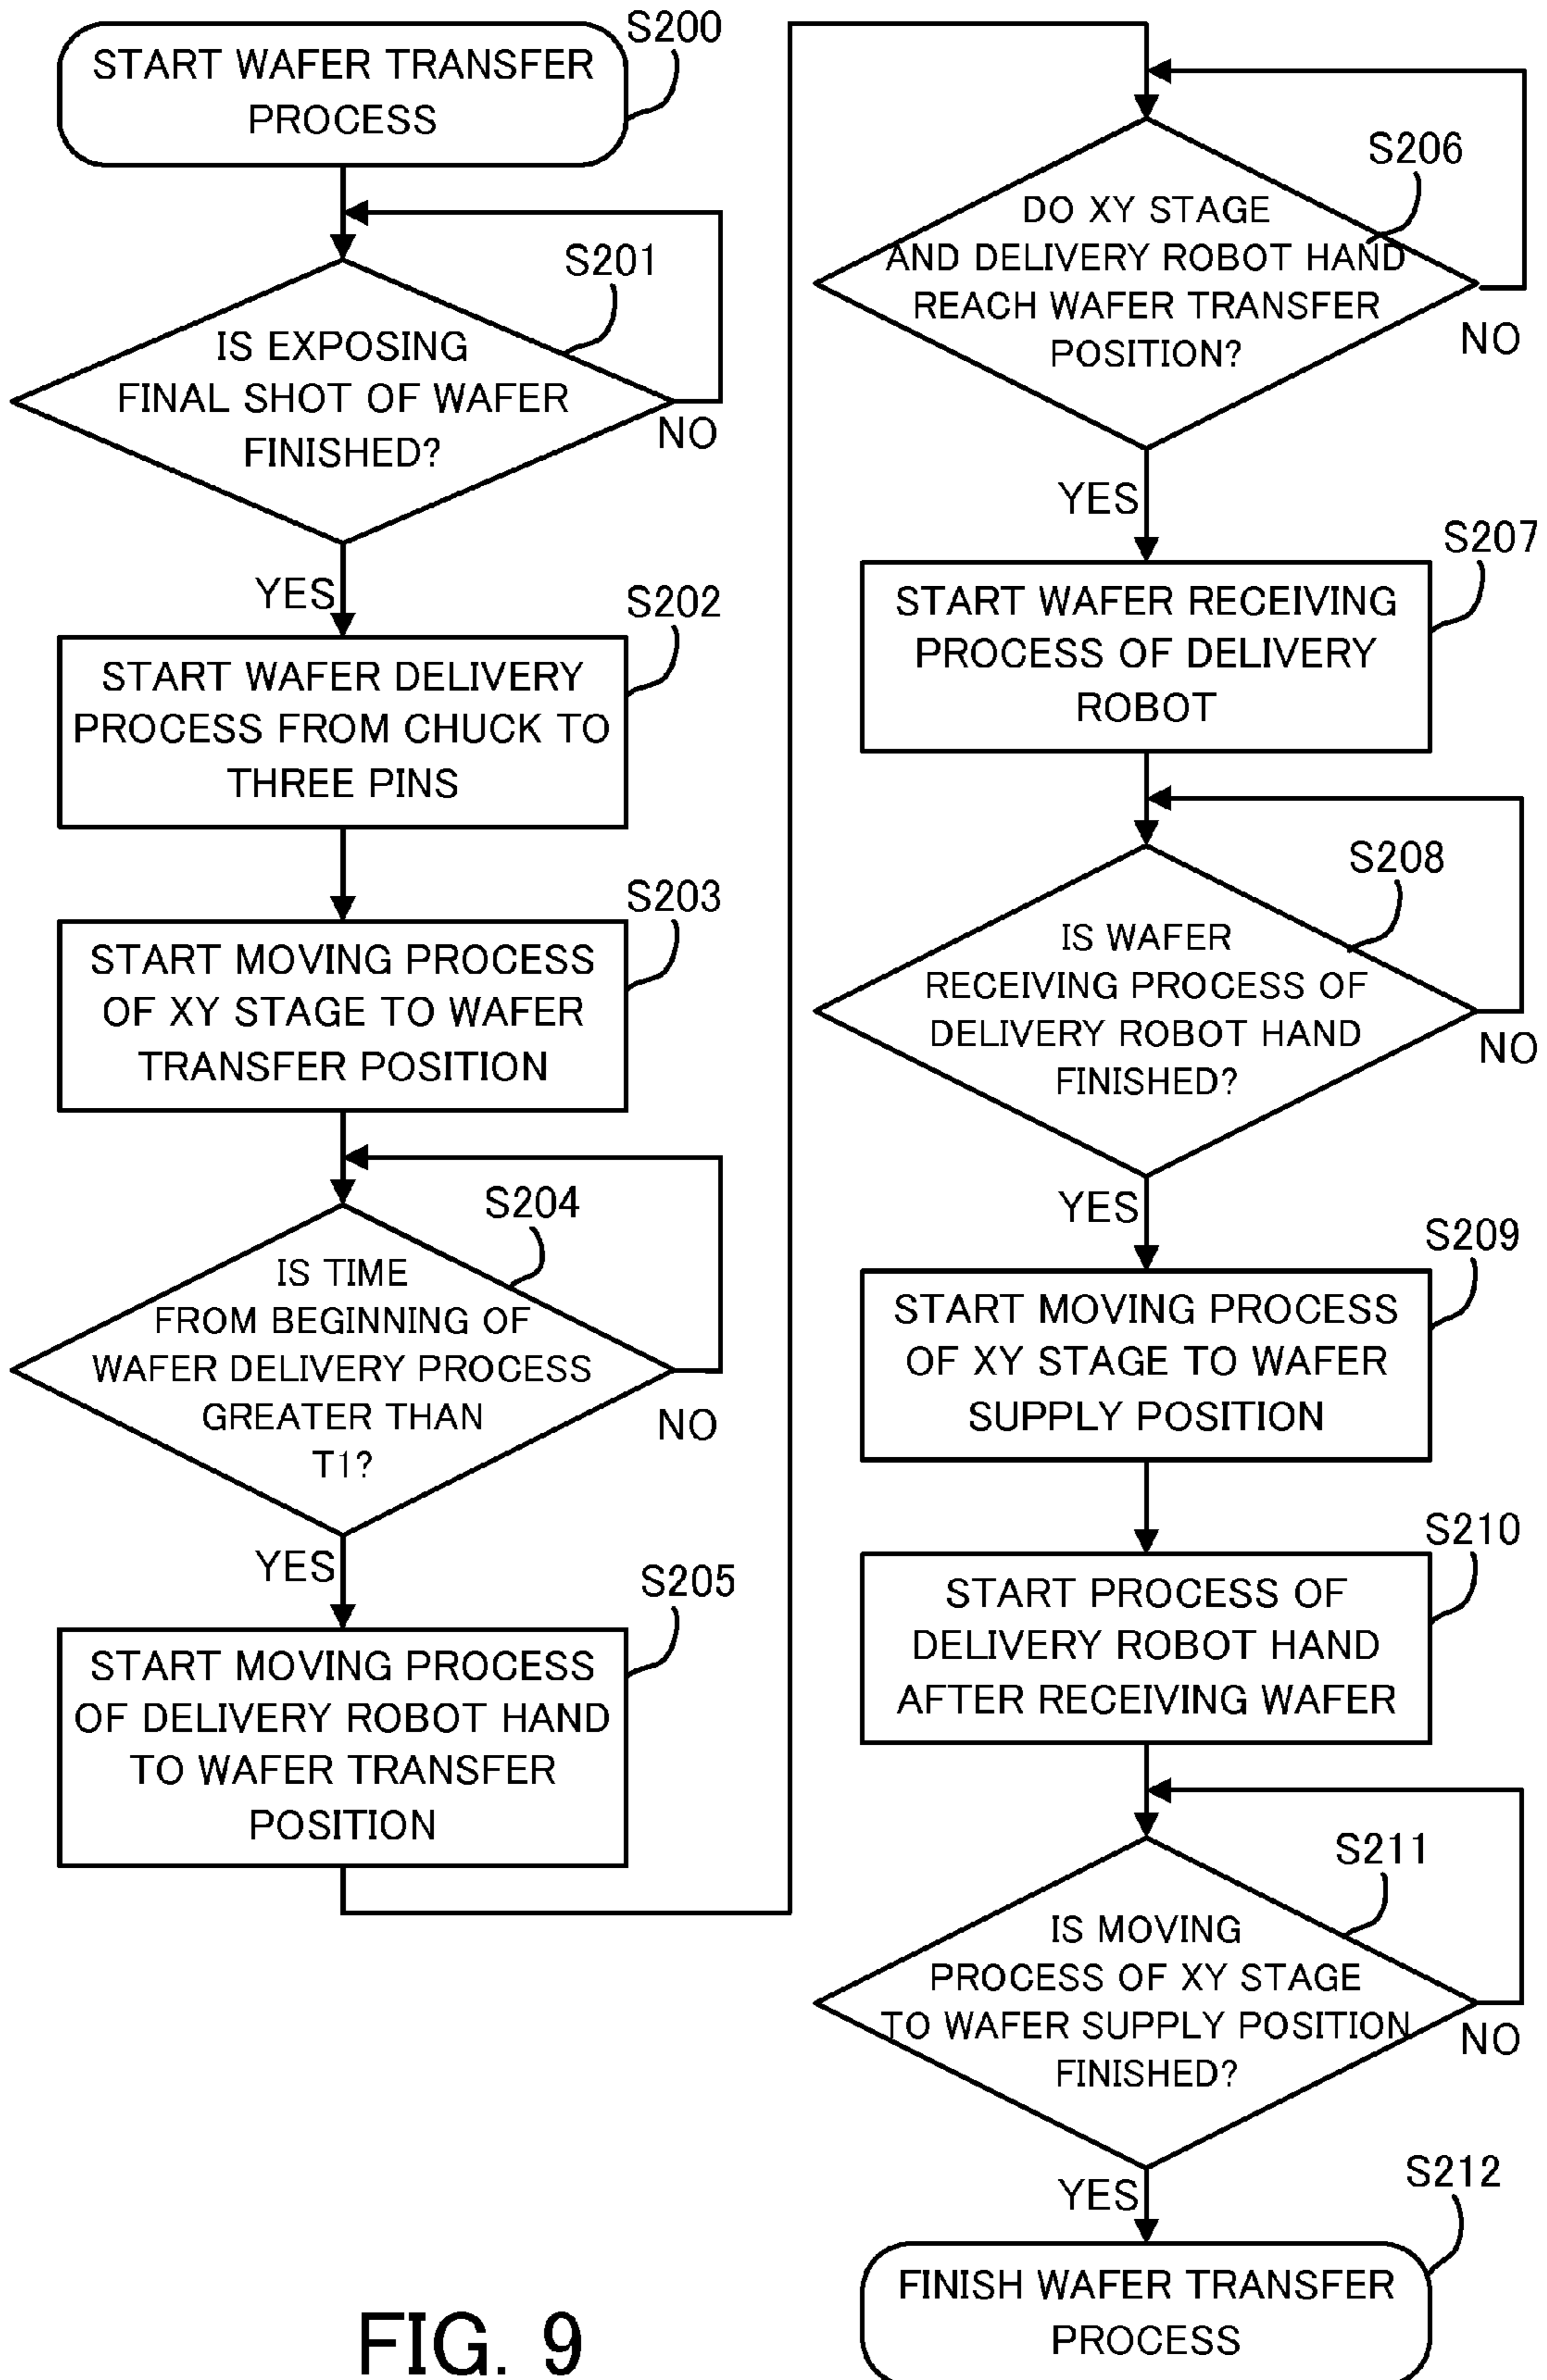 S200
START WAFER TRANSFER
PROCESS
S201
IS EXPOSING
FINAL SHOT OF WAFER
FINISHED?
NO
YES
S202
START WAFER DELIVERY
PROCESS FROM CHUCK TO
THREE PINS
S203
START MOVING PROCESS
OF XY STAGE TO WAFER
TRANSFER POSITION
S204
IS TIME
FROM BEGINNING OF
WAFER DELIVERY PROCESS
GREATER THAN
T1?
NO
YES
S205
START MOVING PROCESS
OF DELIVERY ROBOT HAND
TO WAFER TRANSFER
POSITION
S206
DO XY STAGE
AND DELIVERY ROBOT HAND
REACH WAFER TRANSFER
POSITION?
NO
YES
S207
START WAFER RECEIVING
PROCESS OF DELIVERY
ROBOT
S208
IS WAFER
RECEIVING PROCESS OF
DELIVERY ROBOT HAND
FINISHED?
NO
YES
S209
START MOVING PROCESS
OF XY STAGE TO WAFER
SUPPLY POSITION
S210
START PROCESS OF
DELIVERY ROBOT HAND
AFTER RECEIVING WAFER
S211
IS MOVING
PROCESS OF XY STAGE
TO WAFER SUPPLY POSITION
FINISHED?
NO
YES
S212
FINISH WAFER TRANSFER
PROCESS
FIG. 9